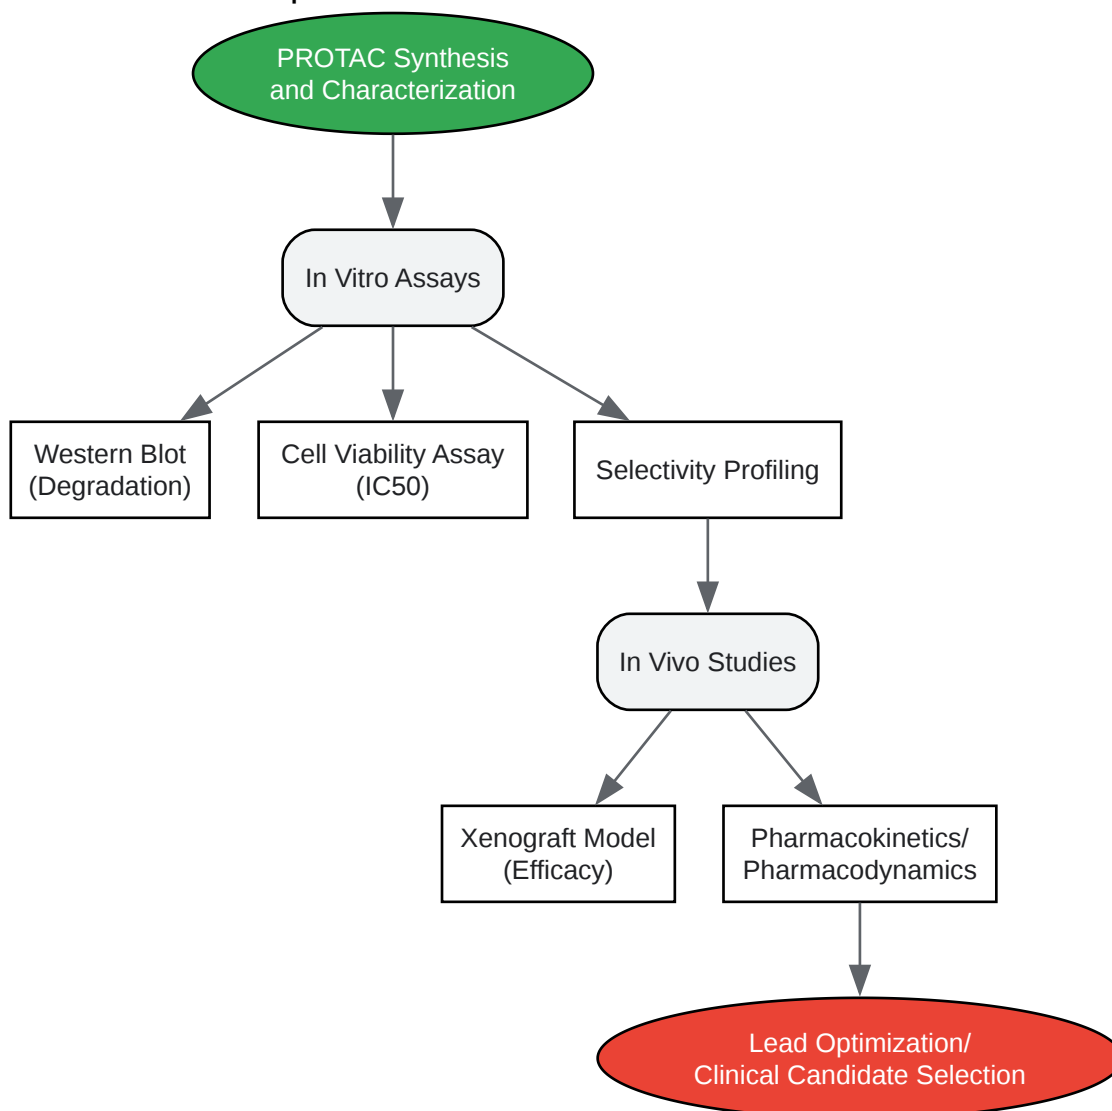 PROTAC Synthesis
and Characterization
In Vitro Assays
Western Blot
(Degradation)
Cell Viability Assay
(IC50)
Selectivity Profiling
In Vivo Studies
Xenograft Model
(Efficacy)
Pharmacokinetics/
Pharmacodynamics
Lead Optimization/
Clinical Candidate Selection